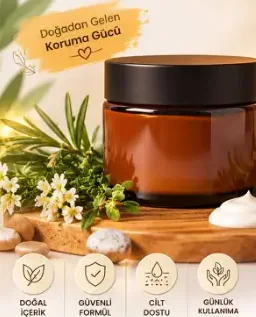 Doğadan Gelen
Koruma Gücü
DOĞAL
İÇERİK
GÜVENLİ
FORMÜL
CİLT
DOSTU
GÜNLÜK
KULLANIMA